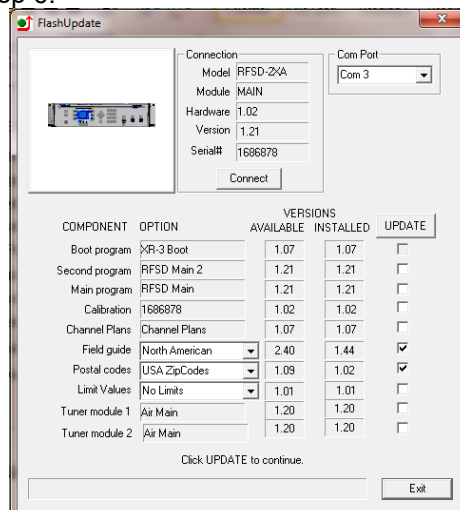 FlashUpdate
Connection
Com Port
Model RFSD-2XA
Com 3
Module MAIN
Hardware 1.02
Version 1.21
Serial# 1686878
Connect
VERSIONS
COMPONENT OPTION AVAILABLE INSTALLED UPDATE
Boot program XR-3 Boot 1.07 1.07
Second program RFSD Main 2 1.21 1.21
Main program RFSD Main 1.21 1.21
Calibration 1686878 1.02 1.02
Channel Plans Channel Plans 1.07 1.07
Field guide North American 2.40 1.44
Postal codes USA ZipCodes 1.09 1.02
Limit Values No Limits 1.01 1.01
Tuner module 1 Air Main 1.20 1.20
Tuner module 2 Air Main 1.20 1.20
Click UPDATE to continue.
Exit